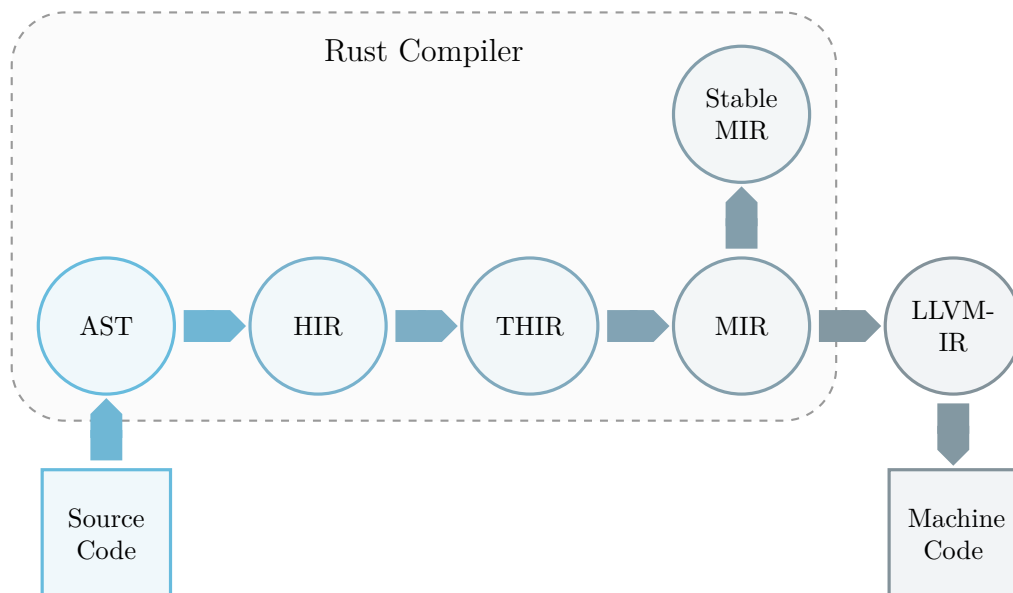 Rust Compiler
Stable
MIR
AST
HIR
THIR
MIR
LLVM-
IR
Source
Code
Machine
Code